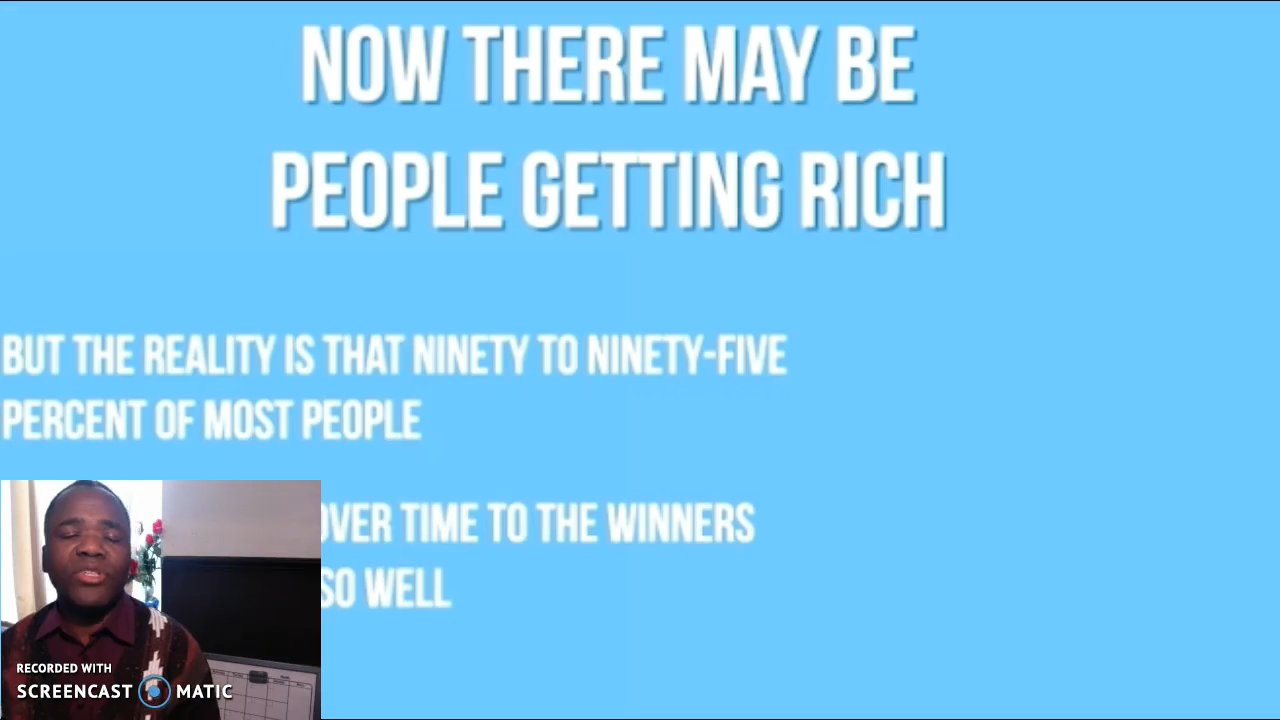 NOW THERE MAY BE
PEOPLE GETTING RICH
BUT THE REALITY IS THAT NINETY TO NINETY-FIVE
PERCENT OF MOST PEOPLE
OVER TIME TO THE WINNERS
SO WELL
RECORDED WITH
SCREENCAST MATIC